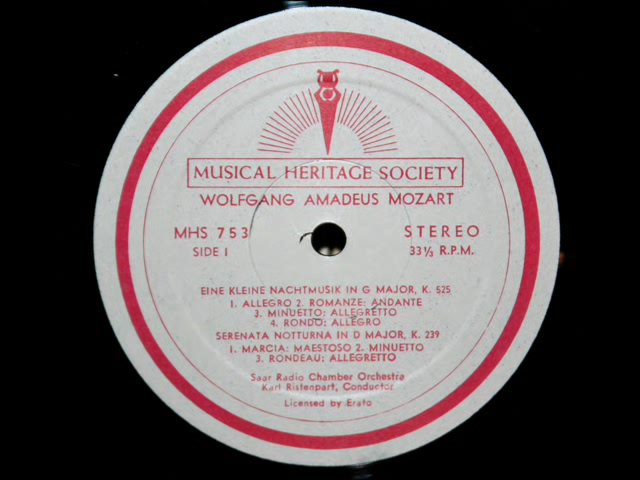 MUSICAL HERITAGE SOCIETY
WOLFGANG AMADEUS MOZART
MHS 753
SIDE 1
STEREO
33⅓ R.P.M.
EINE KLEINE NACHTMUSIK IN G MAJOR, K. 525
1. ALLEGRO 2. ROMANZE: ANDANTE
3. MINUETTO: ALLEGRETTO
4. RONDO: ALLEGRO
SERENATA NOTTURNA IN D MAJOR, K. 239
1. MARCIA: MAESTOSO 2. MINUETTO
3. RONDEAU; ALLEGRETTO
Saar Radio Chamber Orchestra
Karl Ristenpart, Conductor
Licensed by Erato